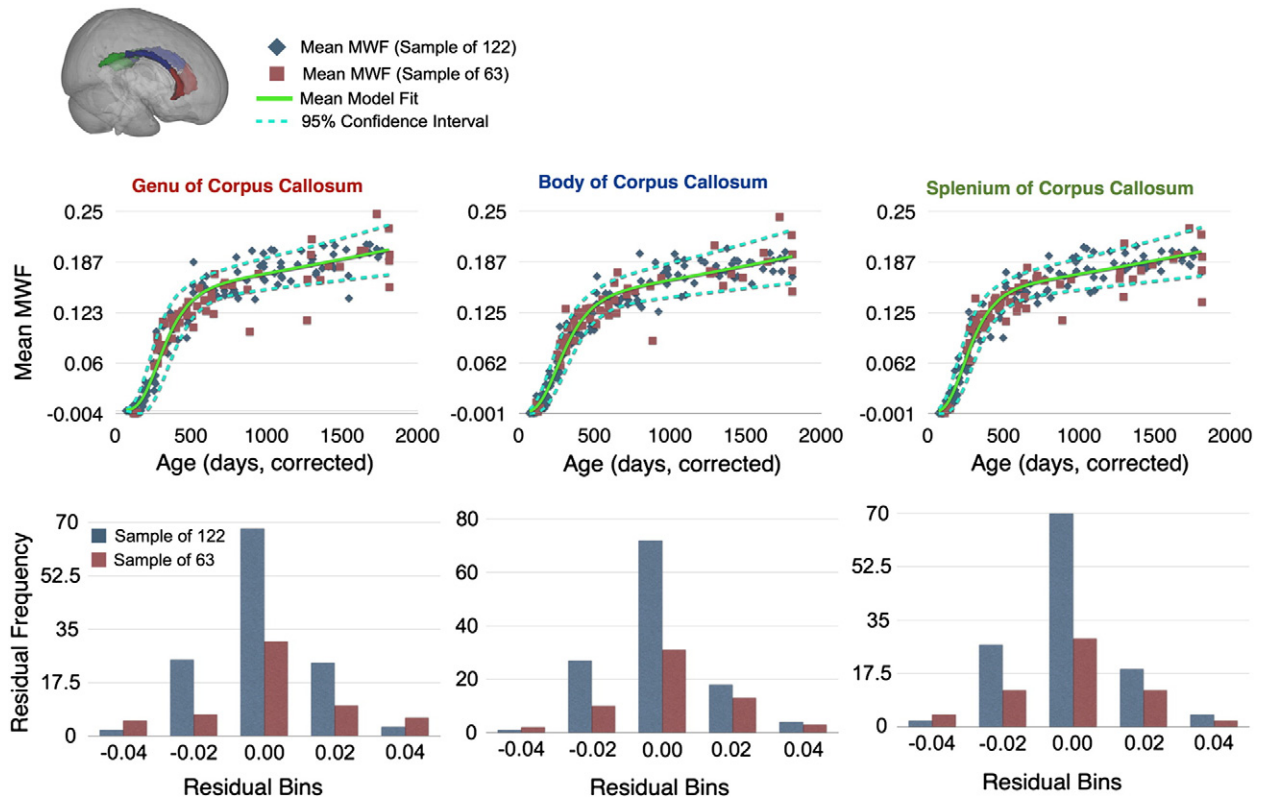 Mean MWF (Sample of 122)
Mean MWF (Sample of 63)
Mean Model Fit
95% Confidence Interval
Genu of Corpus Callosum
Mean MWF
0.25
0.187
0.123
0.06
-0.004
0 500 1000 1500 2000
Age (days, corrected)
Body of Corpus Callosum
0.25
0.187
0.125
0.062
-0.001
0 500 1000 1500 2000
Age (days, corrected)
Splenium of Corpus Callosum
0.25
0.187
0.125
0.062
-0.001
0 500 1000 1500 2000
Age (days, corrected)
Residual Frequency
70
52.5
35
17.5
0
Sample of 122
Sample of 63
-0.04 -0.02 0.00 0.02 0.04
Residual Bins
80
60
40
20
0
-0.04 -0.02 0.00 0.02 0.04
Residual Bins
70
52.5
35
17.5
0
-0.04 -0.02 0.00 0.02 0.04
Residual Bins